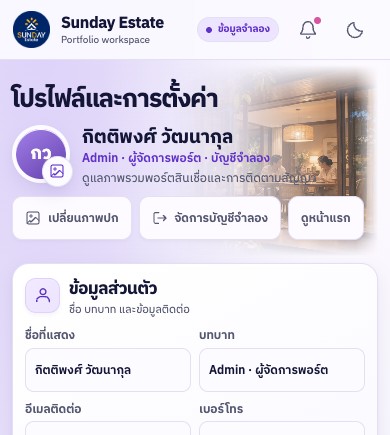 SUNDAY
Estate
Sunday Estate
Portfolio workspace
ข้อมูลจำลอง
โปรไฟล์และการตั้งค่า
กว
กิตติพงศ์ วัฒนากุล
Admin · ผู้จัดการพอร์ต · บัญชีจำลอง
ดูแลภาพรวมพอร์ตสินเชื่อและการติดตามสัญญา
เปลี่ยนภาพปก
จัดการบัญชีจำลอง
ดูหน้าแรก
ข้อมูลส่วนตัว
ชื่อ บทบาท และข้อมูลติดต่อ
ชื่อที่แสดง
บทบาท
กิตติพงศ์ วัฒนากุล
Admin · ผู้จัดการพอร์ต
อีเมลติดต่อ
เบอร์โทร